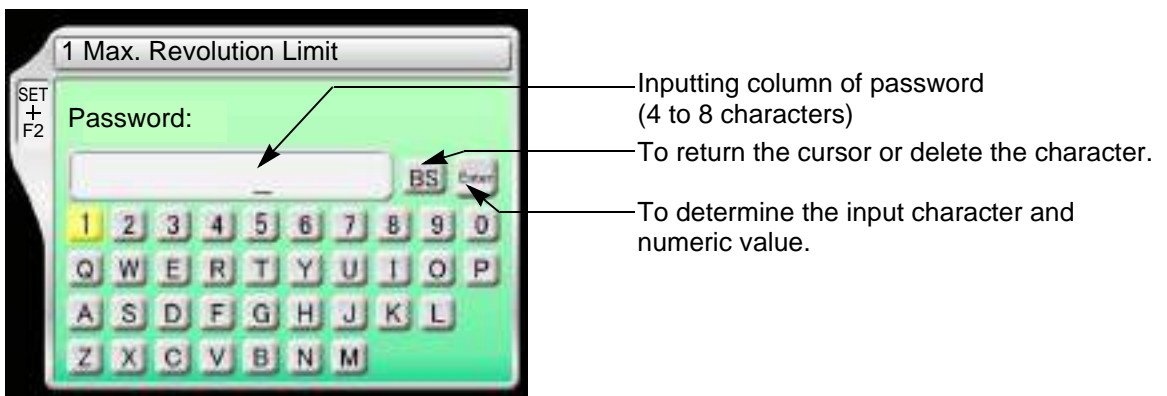 1 Max. Revolution Limit
SET
+
F2
Password:
Inputting column of password
(4 to 8 characters)
_
BS Enter
To return the cursor or delete the character.
To determine the input character and
numeric value.
1 2 3 4 5 6 7 8 9 0
Q W E R T Y U I O P
A S D F G H J K L
Z X C V B N M